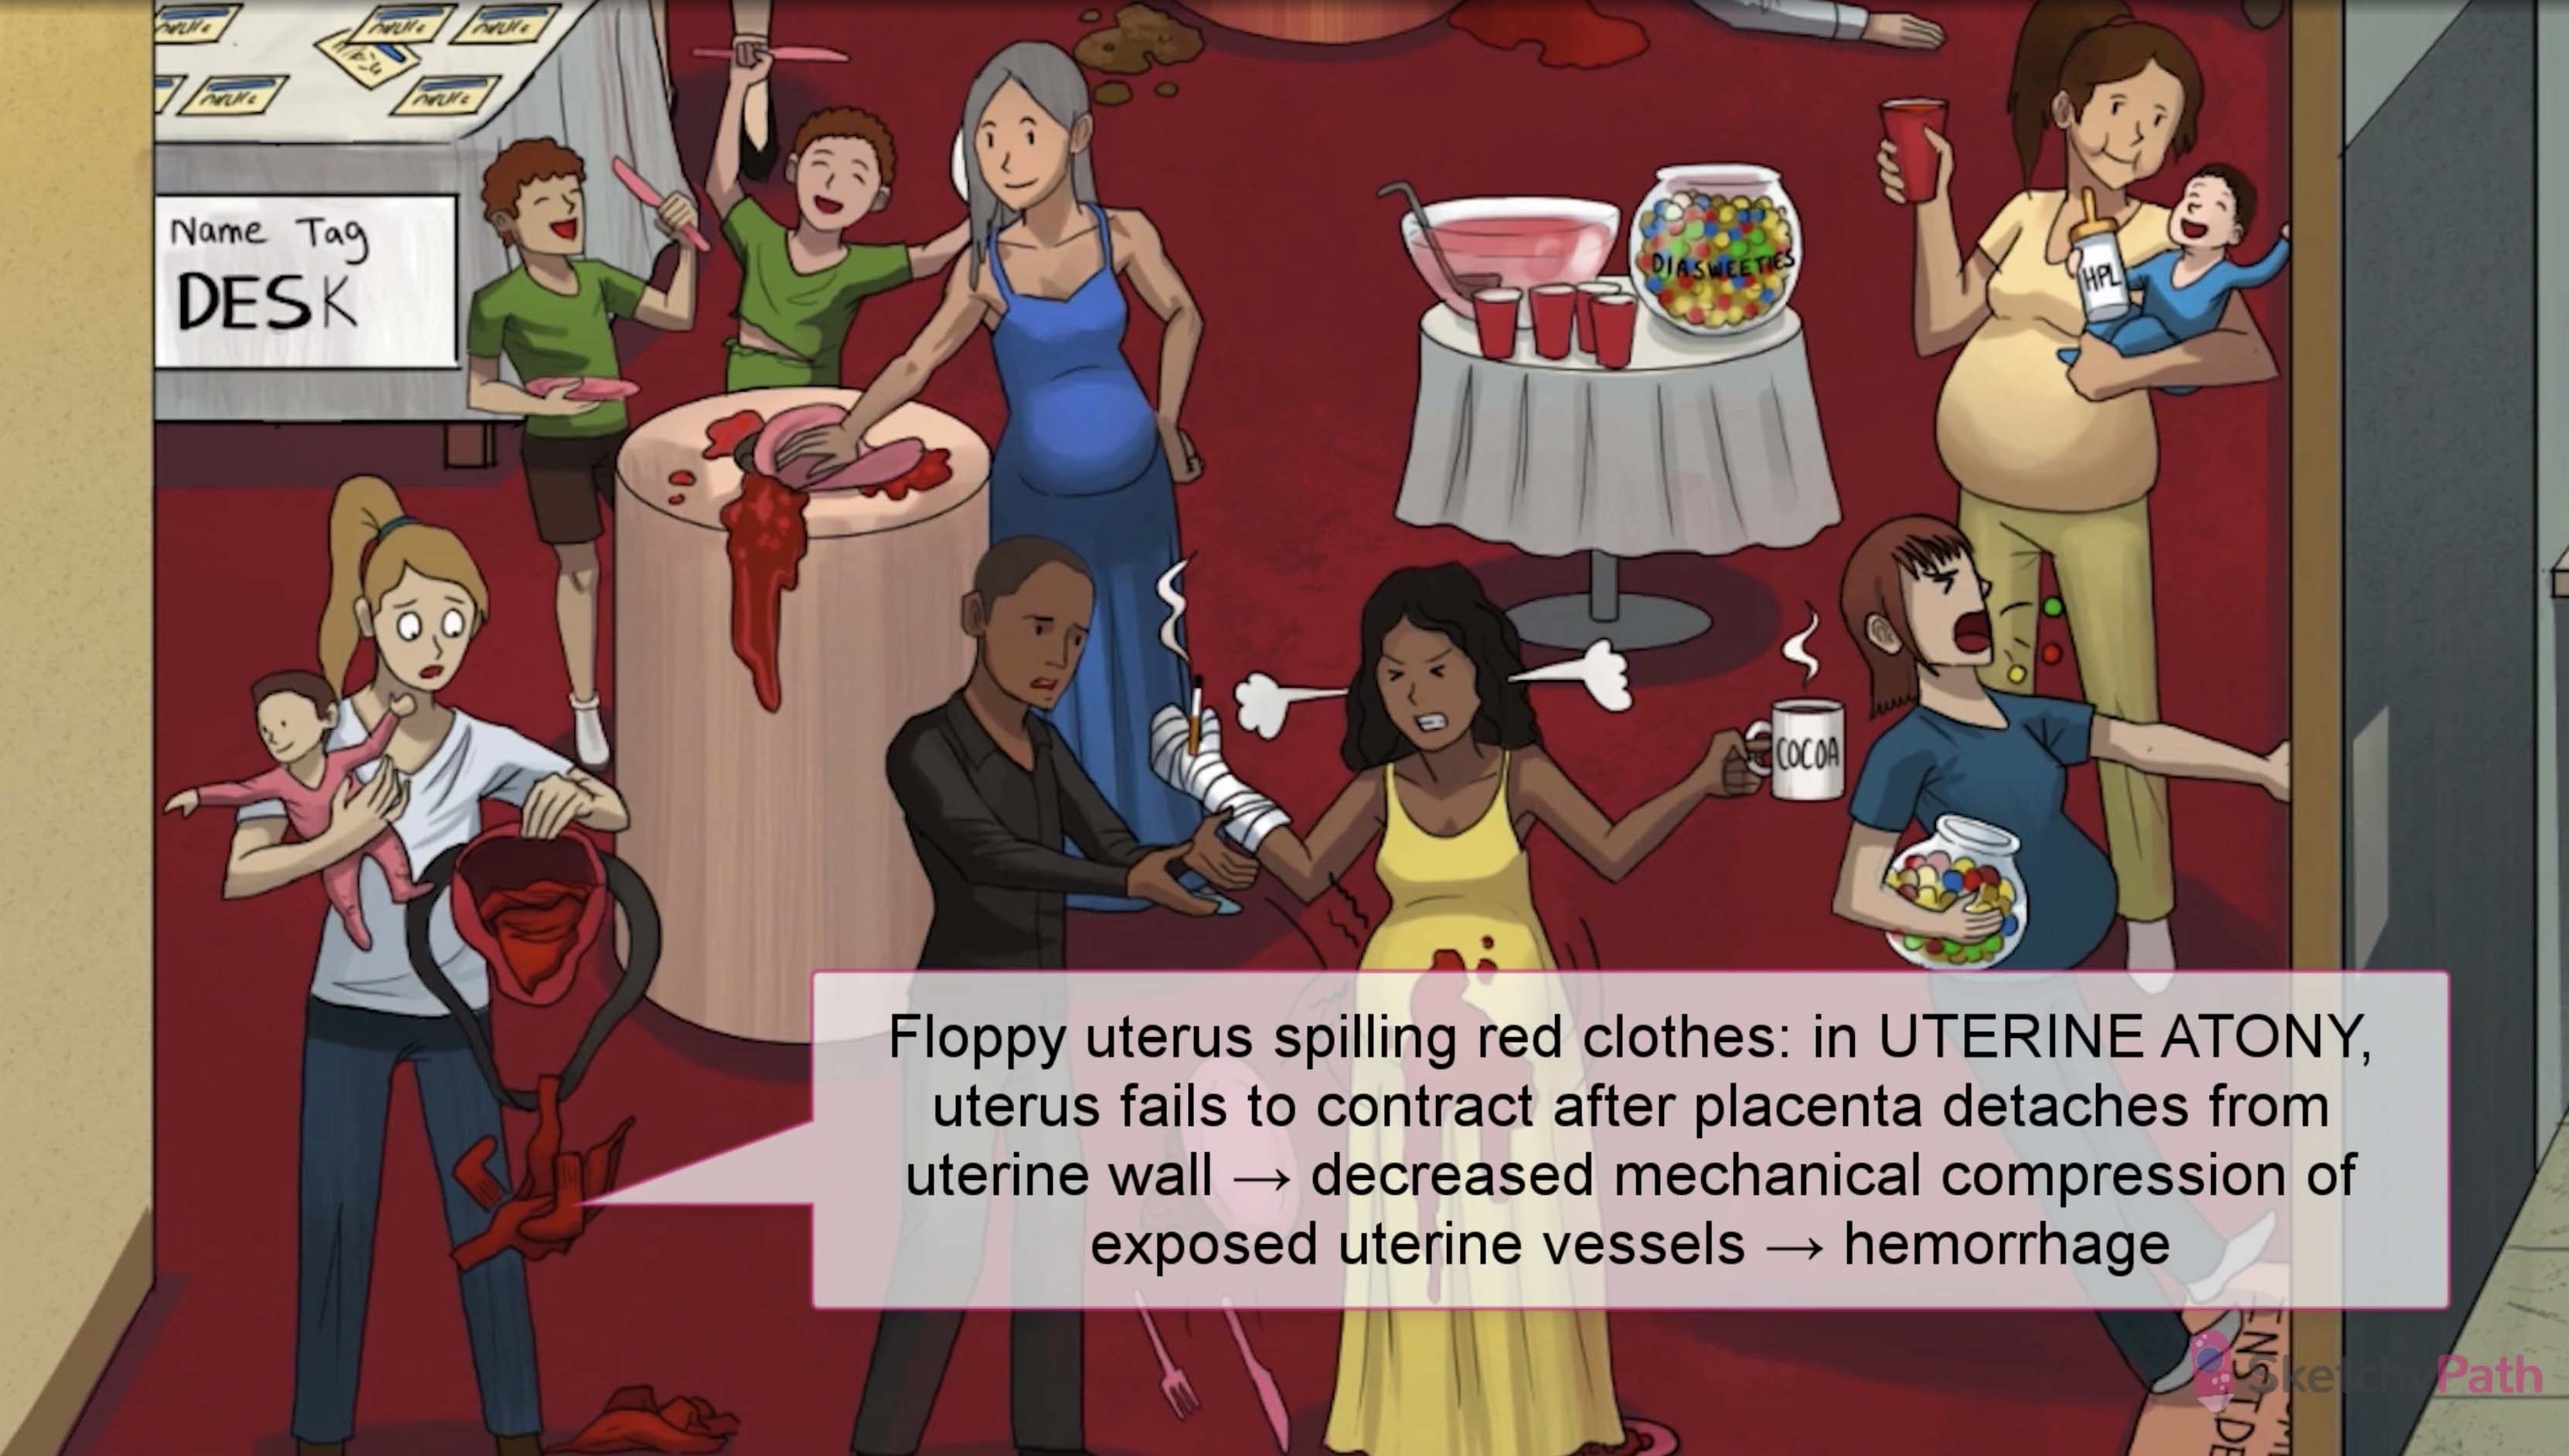 Name Tag
DESK
DIASWEETIES
HPL
COCOA
Floppy uterus spilling red clothes: in UTERINE ATONY,
uterus fails to contract after placenta detaches from
uterine wall → decreased mechanical compression of
exposed uterine vessels → hemorrhage
SketchyPath